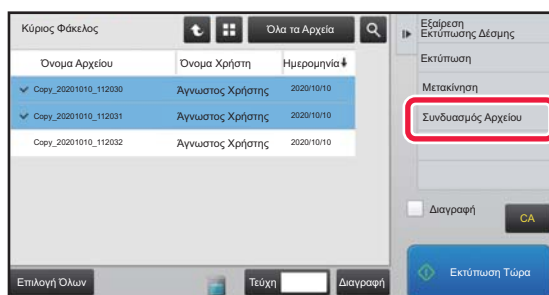 Κύριος Φάκελος
Όλα τα Αρχεία
Όνομα Αρχείου
Όνομα Χρήστη
Ημερομηνία
Copy_20201010_112030
Άγνωστος Χρήστης
2020/10/10
Copy_20201010_112031
Άγνωστος Χρήστης
2020/10/10
Copy_20201010_112032
Άγνωστος Χρήστης
2020/10/10
Επιλογή Όλων
Τεύχη
Διαγραφή
Εξαίρεση
Εκτύπωσης Δέσμης
Εκτύπωση
Μετακίνηση
Συνδυασμός Αρχείου
Διαγραφή
CA
Εκτύπωση Τώρα